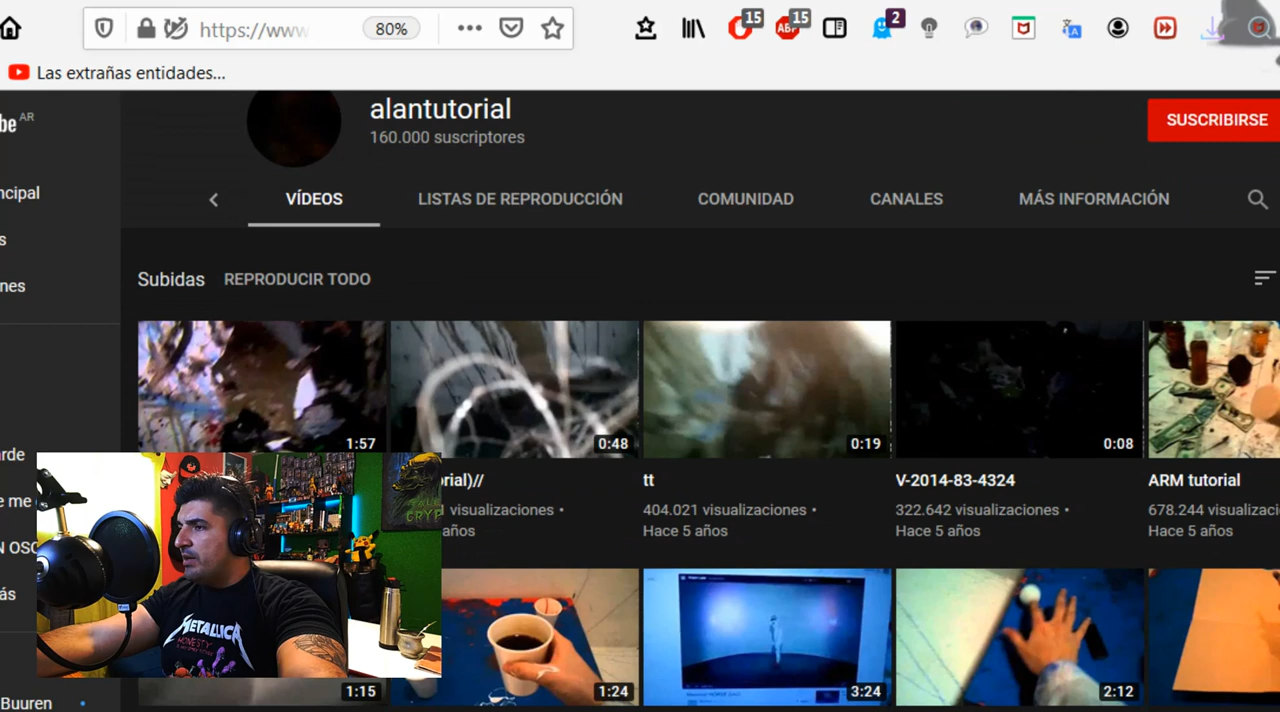 https://www
80%
15
15
ABP
2
Las extrañas entidades...
be AR
alantutorial
160.000 suscriptores
SUSCRIBIRSE
ncipal
VÍDEOS
LISTAS DE REPRODUCCIÓN
COMUNIDAD
CANALES
MÁS INFORMACIÓN
s
nes
Subidas
REPRODUCIR TODO
1:57
0:48
0:19
0:08
arde
orial)//
tt
V-2014-83-4324
ARM tutorial
e me
visualizaciones •
404.021 visualizaciones •
322.642 visualizaciones •
678.244 visualizacio
años
Hace 5 años
Hace 5 años
Hace 5 años
N OSC
ás
METALLICA
HONESTY
1:15
1:24
3:24
2:12
Buuren